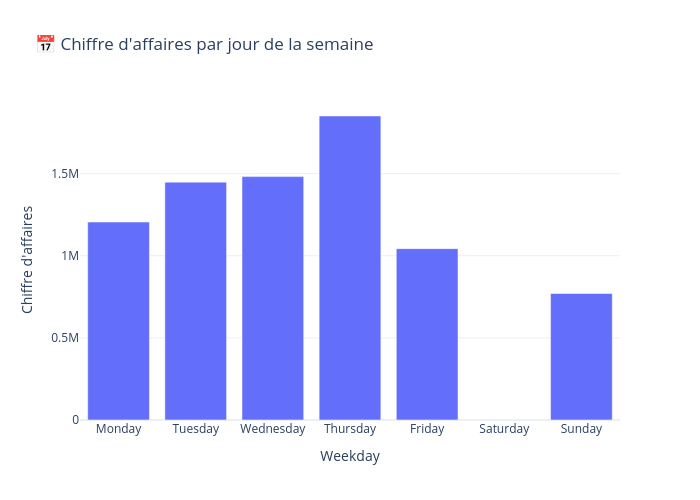 📅 Chiffre d'affaires par jour de la semaine
1.5M
1M
0.5M
0
Chiffre d'affaires
Monday Tuesday Wednesday Thursday Friday Saturday Sunday
Weekday